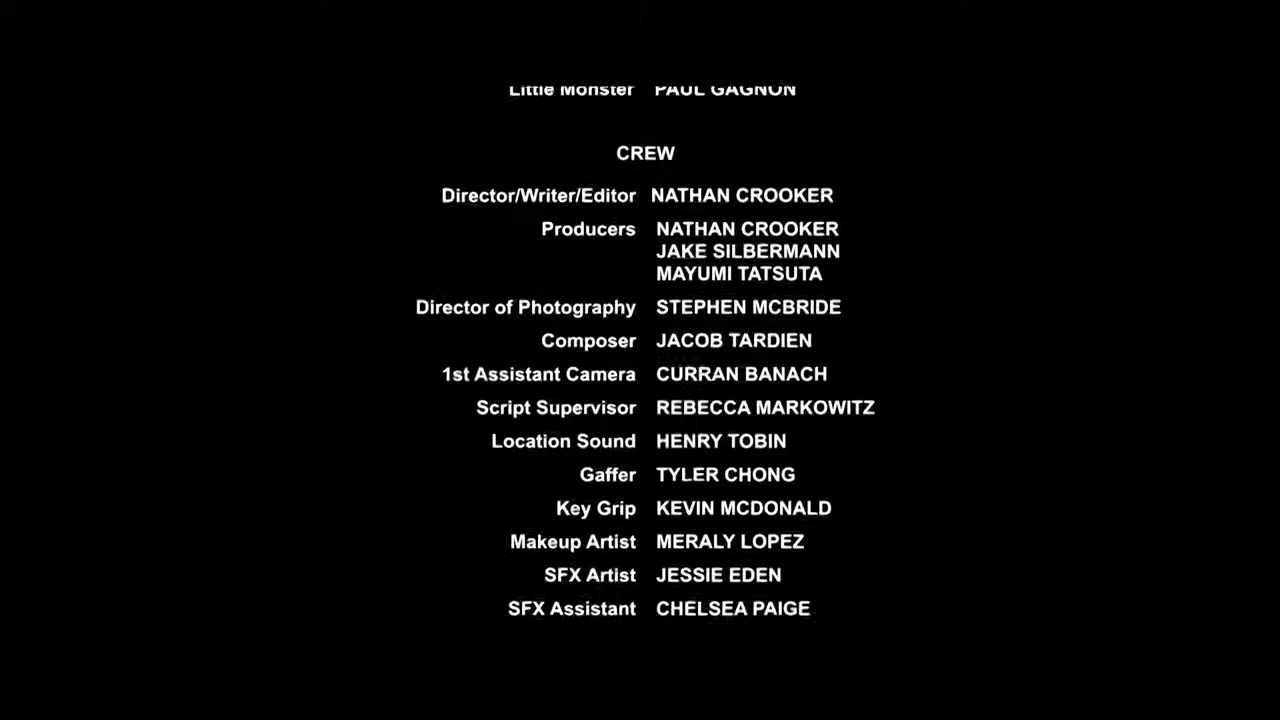 Little Monster PAUL GAGNON
CREW
Director/Writer/Editor NATHAN CROOKER
Producers NATHAN CROOKER
JAKE SILBERMANN
MAYUMI TATSUTA
Director of Photography STEPHEN MCBRIDE
Composer JACOB TARDIEN
1st Assistant Camera CURRAN BANACH
Script Supervisor REBECCA MARKOWITZ
Location Sound HENRY TOBIN
Gaffer TYLER CHONG
Key Grip KEVIN MCDONALD
Makeup Artist MERALY LOPEZ
SFX Artist JESSIE EDEN
SFX Assistant CHELSEA PAIGE